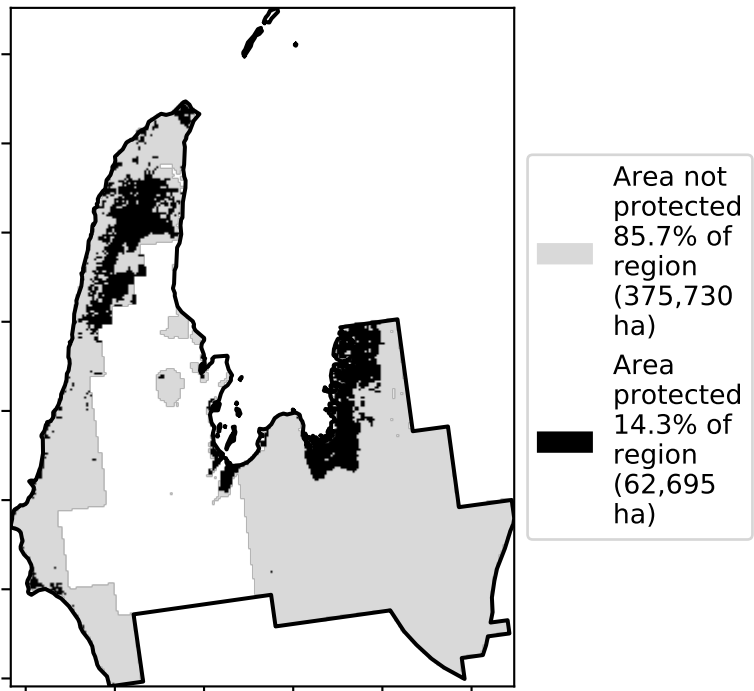 Area not
protected
85.7% of
region
(375,730
ha)
Area
protected
14.3% of
region
(62,695
ha)